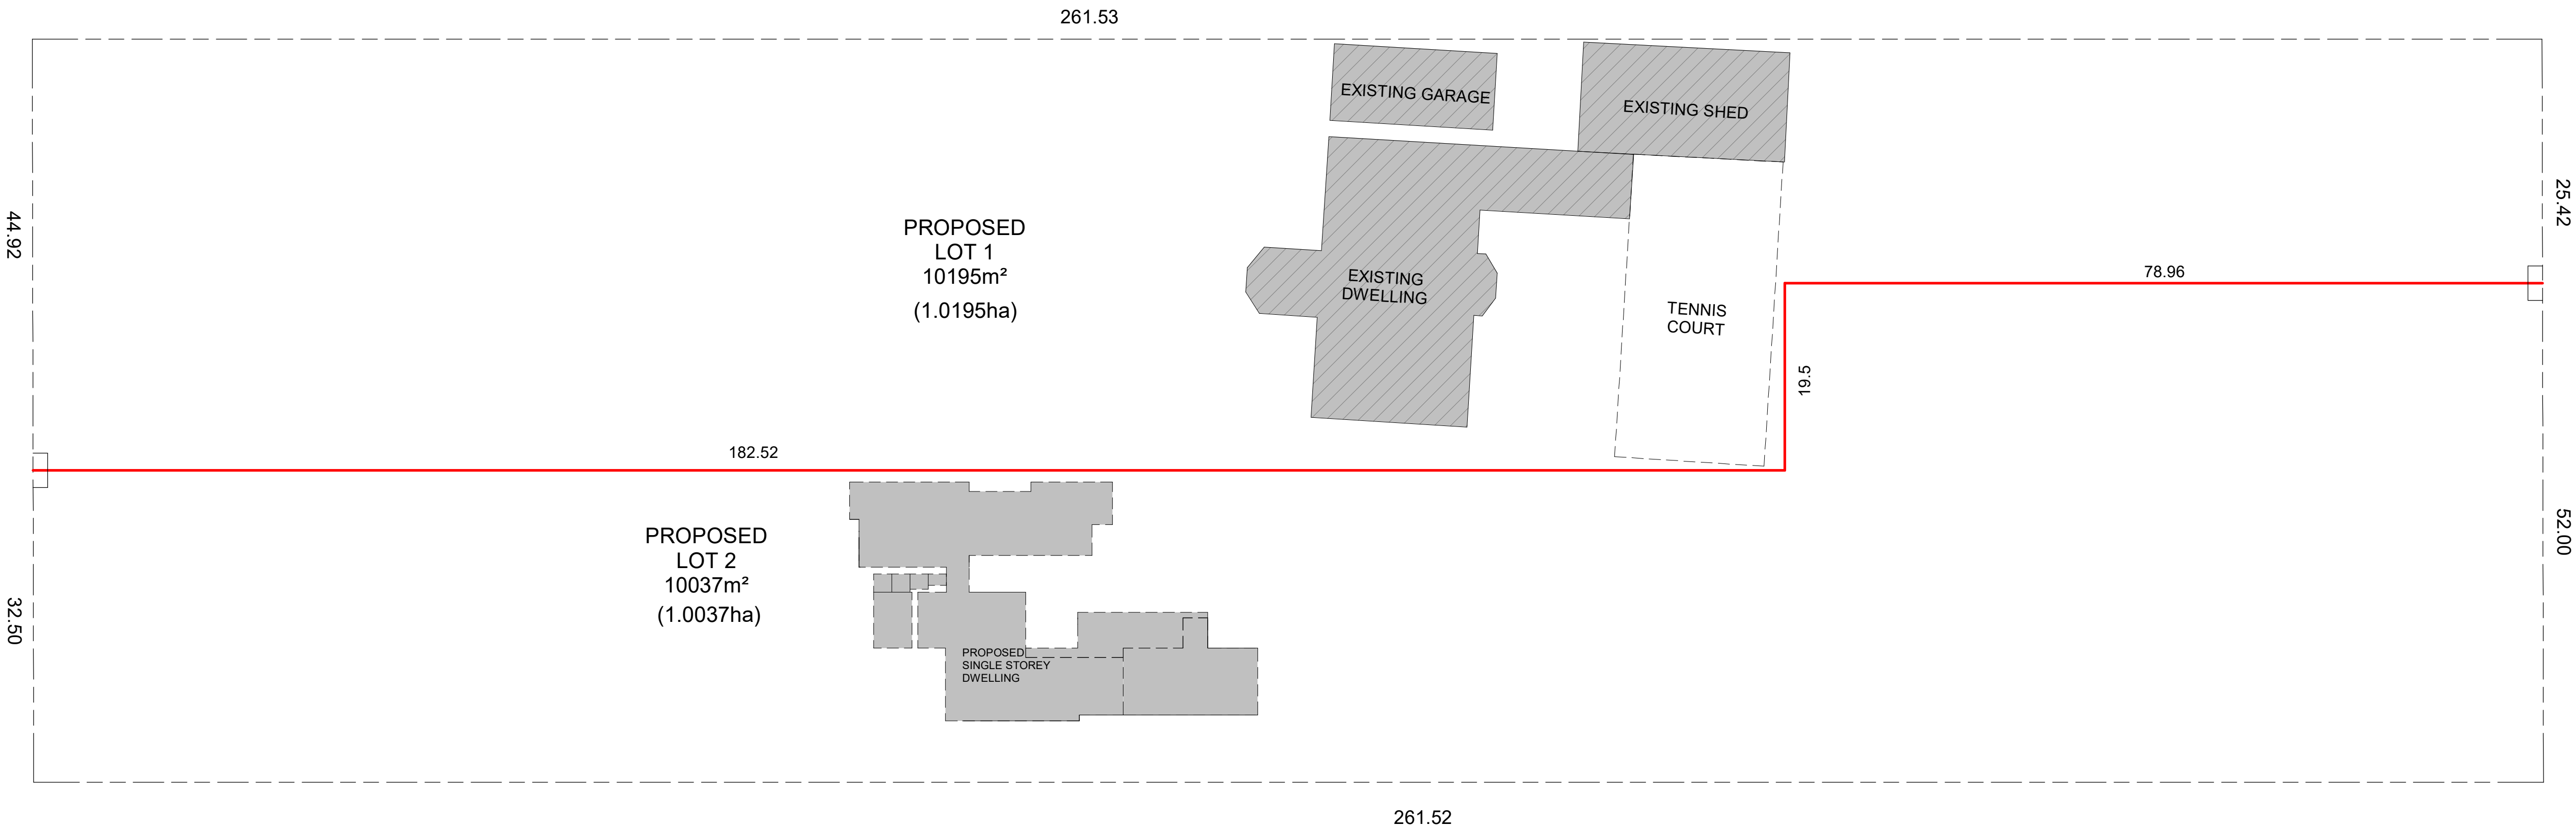 261.53
EXISTING GARAGE
EXISTING SHED
44.92
25.42
PROPOSED
LOT 1
10195m²
(1.0195ha)
EXISTING
DWELLING
TENNIS
COURT
78.96
19.5
182.52
PROPOSED
LOT 2
10037m²
(1.0037ha)
32.50
52.00
PROPOSED
SINGLE STOREY
DWELLING
261.52